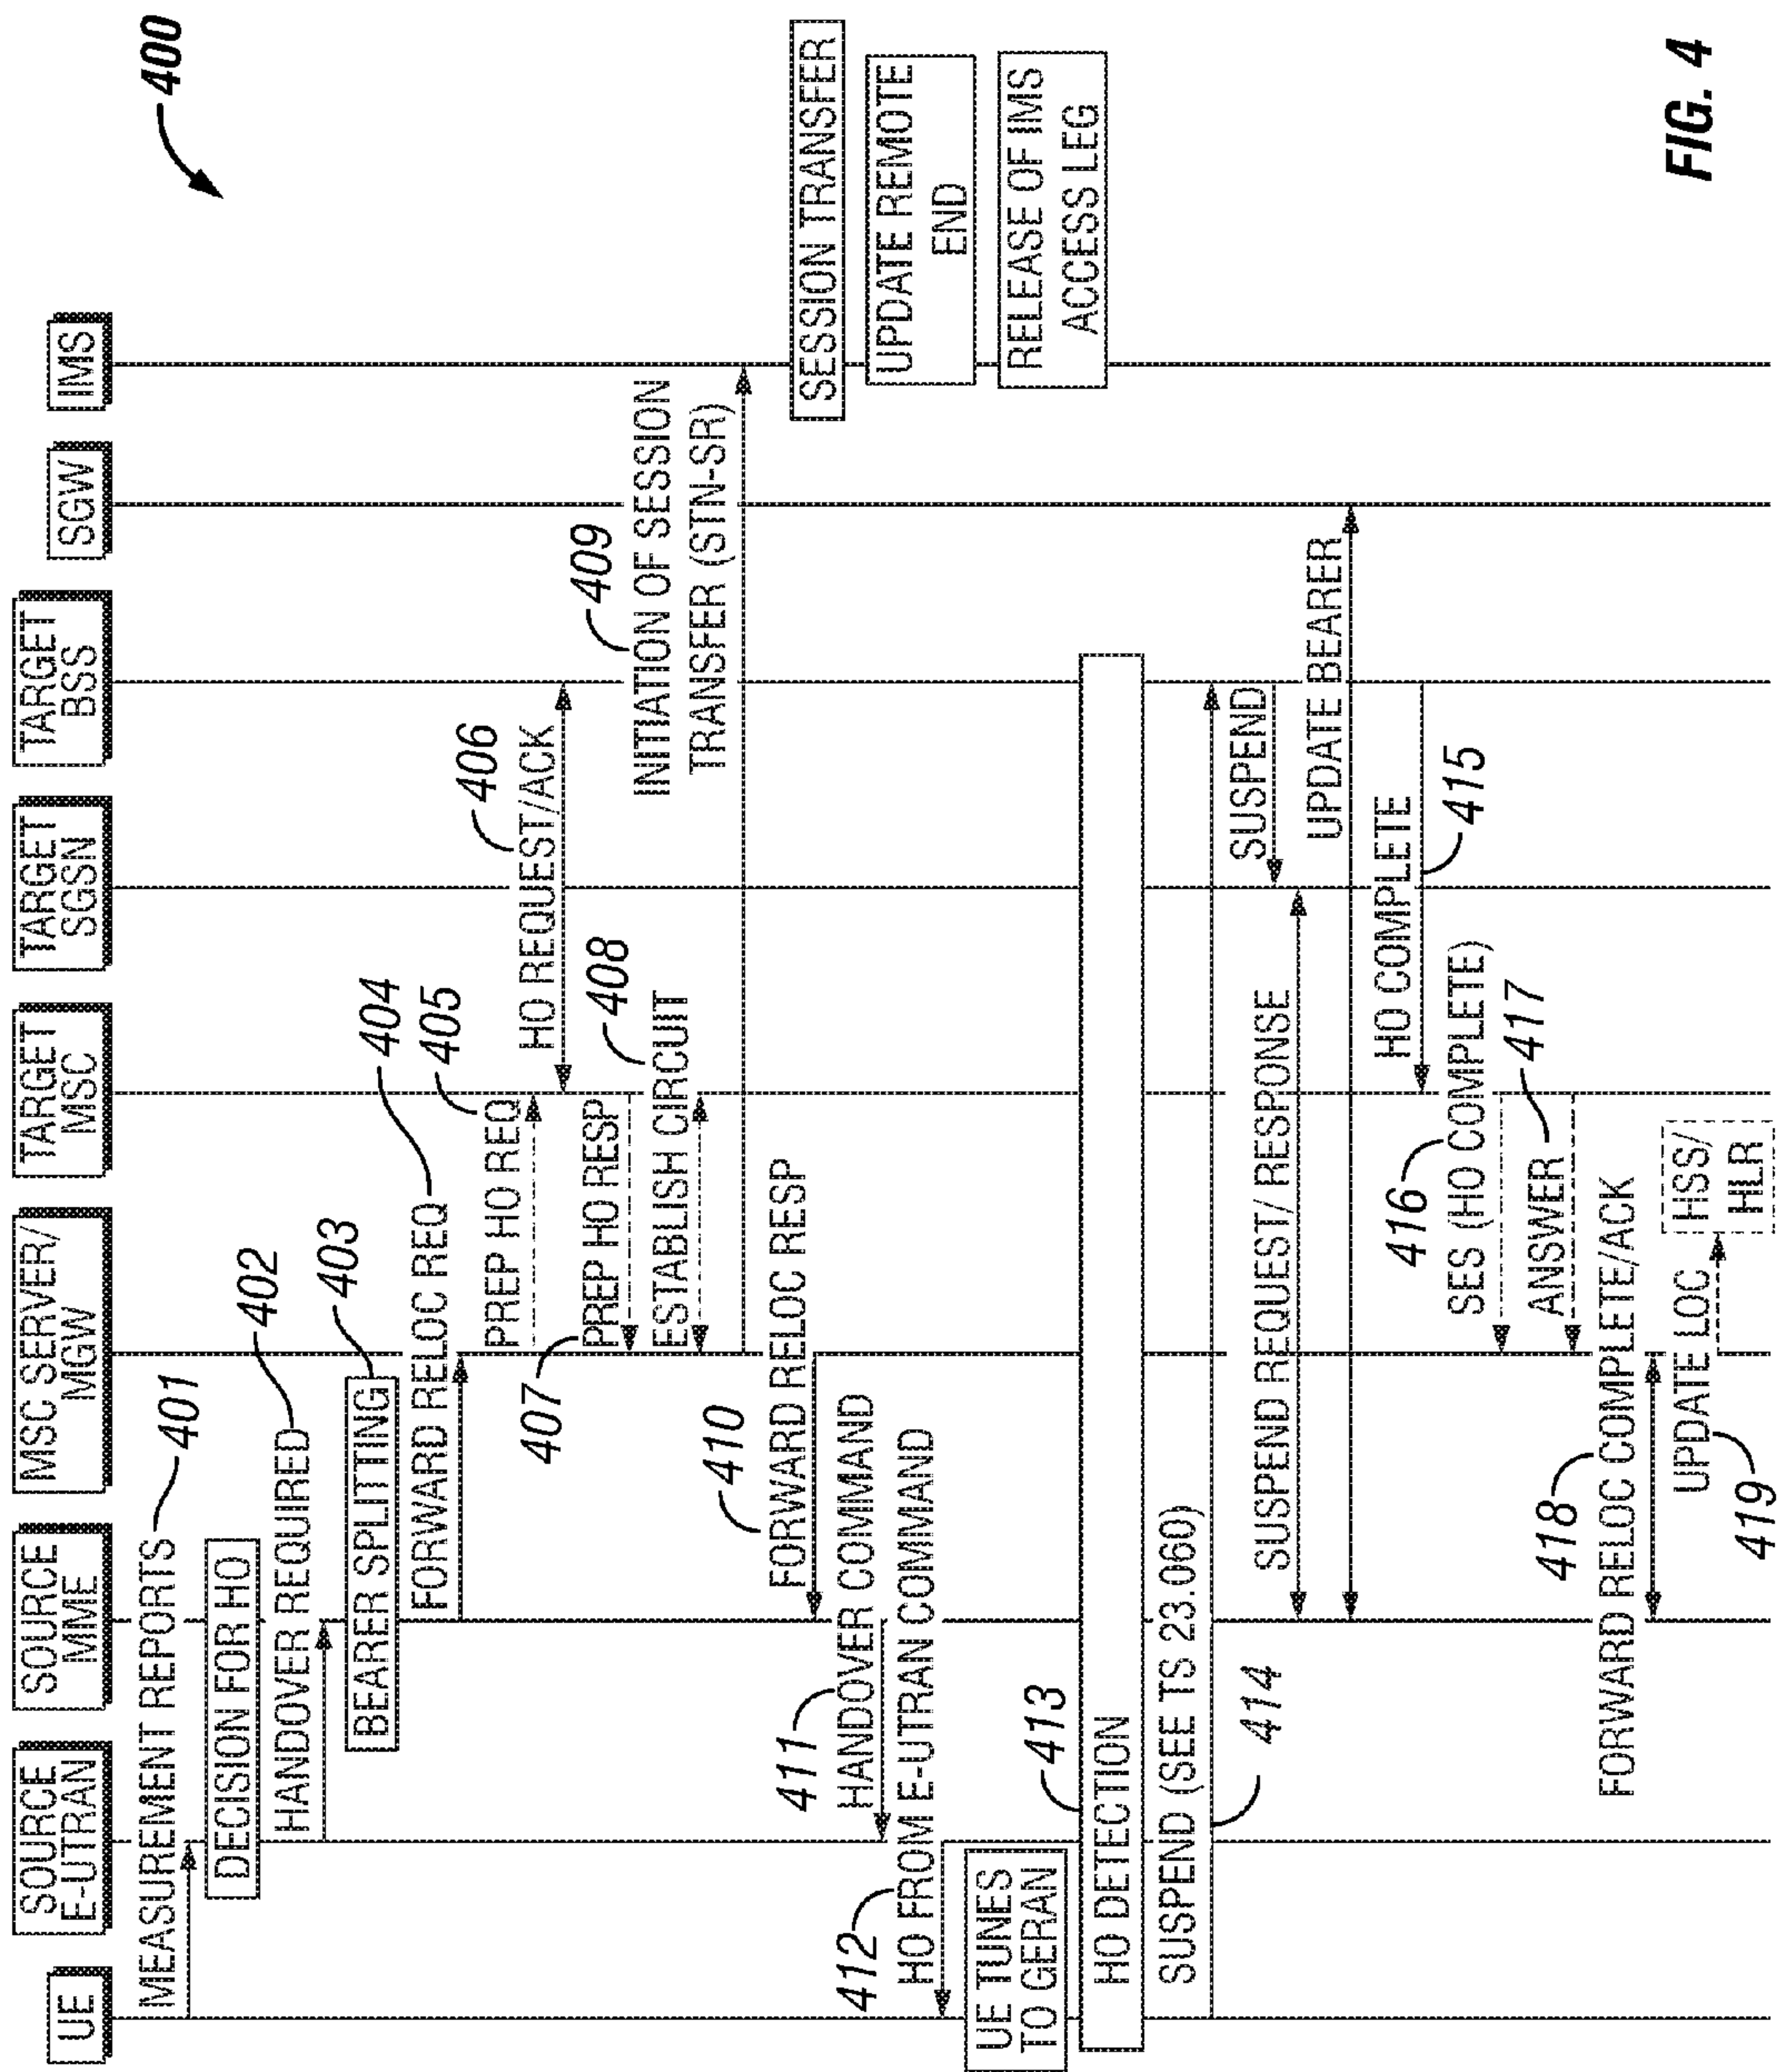 400
UE
SOURCE
E-UTRAN
SOURCE
MME
MSC SERVER/
MGW
TARGET
MSC
TARGET
SGSN
TARGET
BSS
SGW
IMS
MEASUREMENT REPORTS
401
DECISION FOR HO
HANDOVER REQUIRED
402
BEARER SPLITTING
403
FORWARD RELOC REQ
404
PREP HO REQ
405
HO REQUEST/ACK
406
PREP HO RESP
407
ESTABLISH CIRCUIT
408
INITIATION OF SESSION
TRANSFER (STN-SR)
409
SESSION TRANSFER
UPDATE REMOTE
END
RELEASE OF IMS
ACCESS LEG
FORWARD RELOC RESP
410
HANDOVER COMMAND
411
HO FROM E-UTRAN COMMAND
412
UE TUNES
TO GERAN
HO DETECTION
413
SUSPEND (SEE TS 23.060)
414
SUSPEND
SUSPEND REQUEST/ RESPONSE
UPDATE BEARER
HO COMPLETE
415
SES (HO COMPLETE)
416
ANSWER
417
FORWARD RELOC COMPLETE/ACK
418
UPDATE LOC
419
HSS/
HLR
FIG. 4